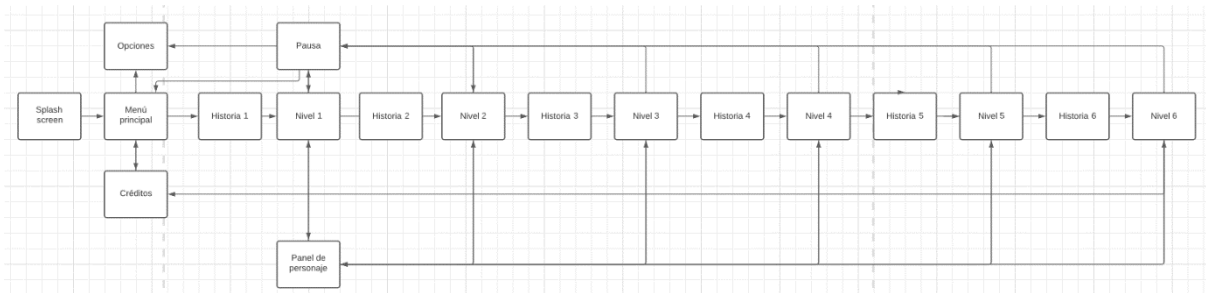 Opciones
Pausa
Splash
screen
Menú
principal
Historia 1
Nivel 1
Historia 2
Nivel 2
Historia 3
Nivel 3
Historia 4
Nivel 4
Historia 5
Nivel 5
Historia 6
Nivel 6
Créditos
Panel de
personaje